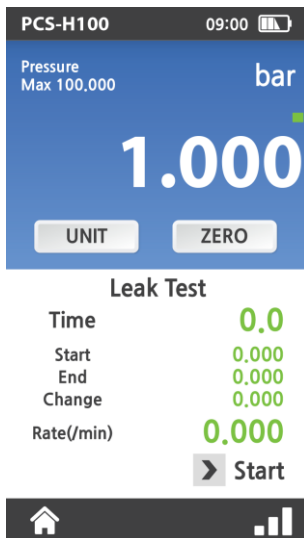 PCS-H100 09:00
Pressure
Max 100.000
bar
1.000
UNIT ZERO
Leak Test
Time 0.0
Start 0.000
End 0.000
Change 0.000
Rate(/min) 0.000
Start